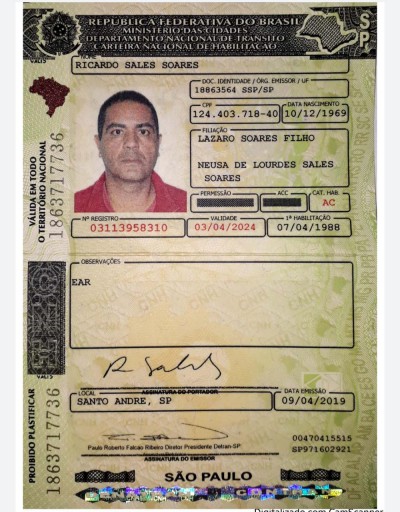 REPÚBLICA FEDERATIVA DO BRASIL
MINISTÉRIO DAS CIDADES
DEPARTAMENTO NACIONAL DE TRÂNSITO
CARTEIRA NACIONAL DE HABILITAÇÃO
SP
NOME
RICARDO SALES SOARES
DOC. IDENTIDADE / ÓRG. EMISSOR / UF
18863564 SSP/SP
CPF
DATA NASCIMENTO
124.403.718-40
10/12/1969
FILIAÇÃO
LAZARO SOARES FILHO
NEUSA DE LOURDES SALES
SOARES
PERMISSÃO
ACC
CAT. HAB.
AC
Nº REGISTRO
VALIDADE
1ª HABILITAÇÃO
03113958310
03/04/2024
07/04/1988
VÁLIDA EM TODO
O TERRITÓRIO NACIONAL
1863717736
OBSERVAÇÕES
EAR
ASSINATURA DO PORTADOR
LOCAL
DATA EMISSÃO
SANTO ANDRE, SP
09/04/2019
Paulo Roberto Falcão Ribeiro Diretor Presidente Detran-SP
ASSINATURA DO EMISSOR
00470415515
SP971602921
PROIBIDO PLASTIFICAR
1863717736
SÃO PAULO
Digitalizado com CamScanner